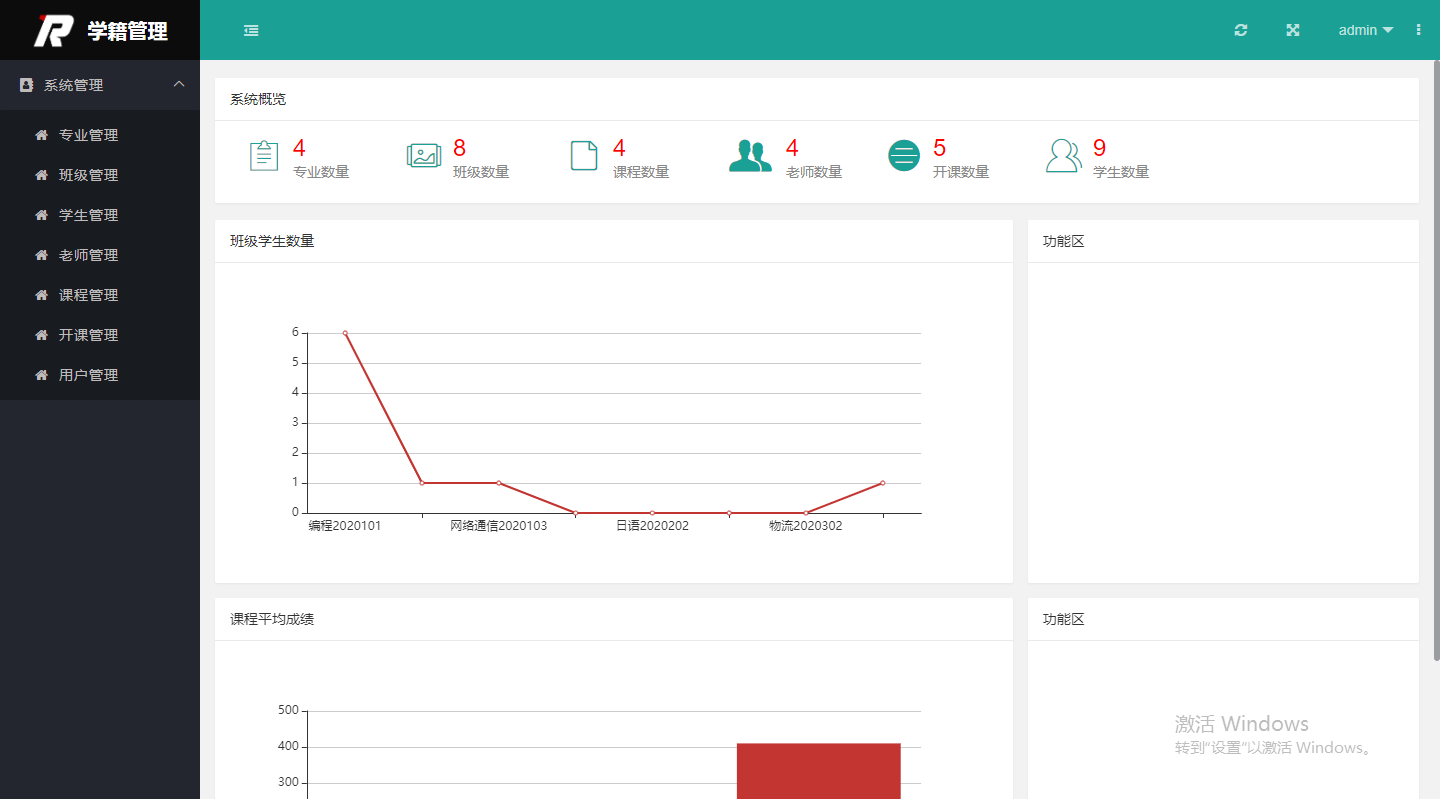 学籍管理
admin
系统管理
专业管理
班级管理
学生管理
老师管理
课程管理
开课管理
用户管理
系统概览
4
专业数量
8
班级数量
4
课程数量
4
老师数量
5
开课数量
9
学生数量
班级学生数量
6
5
4
3
2
1
0
编程2020101
网络通信2020103
日语2020202
物流2020302
功能区
课程平均成绩
500
400
300
功能区
激活 Windows
转到"设置"以激活 Windows。